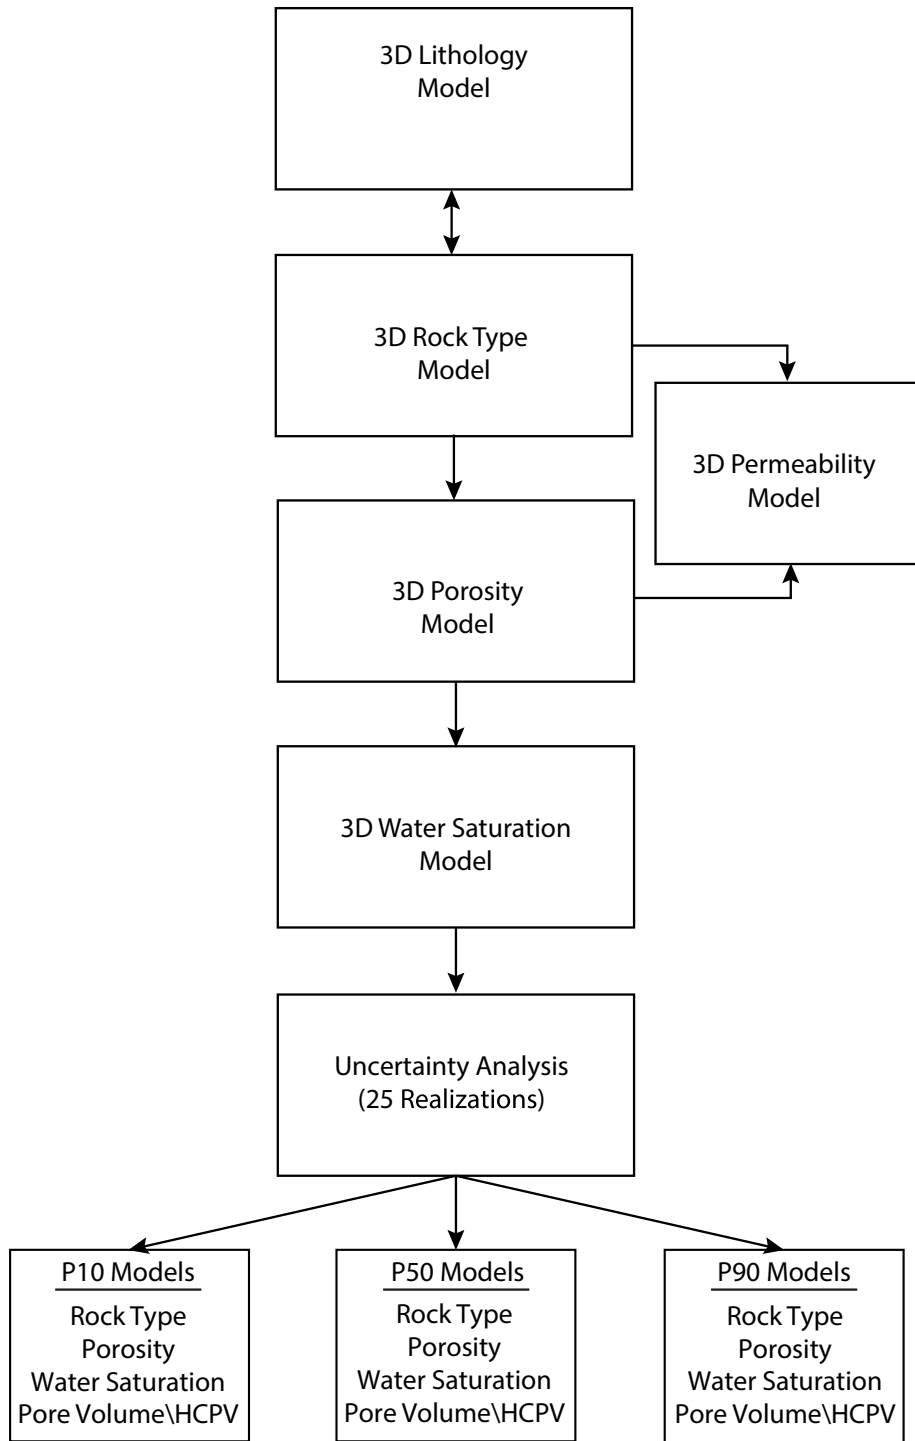 3D Lithology
Model
3D Rock Type
Model
3D Permeability
Model
3D Porosity
Model
3D Water Saturation
Model
Uncertainty Analysis
(25 Realizations)
P10 Models
Rock Type
Porosity
Water Saturation
Pore Volume\HCPV
P50 Models
Rock Type
Porosity
Water Saturation
Pore Volume\HCPV
P90 Models
Rock Type
Porosity
Water Saturation
Pore Volume\HCPV